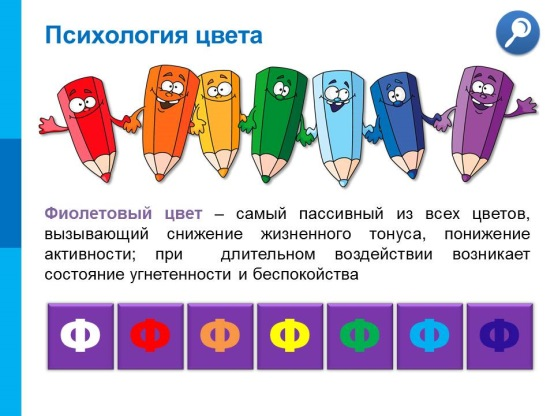 Психология цвета
Фиолетовый цвет – самый пассивный из всех цветов,
вызывающий снижение жизненного тонуса, понижение
активности; при длительном воздействии возникает
состояние угнетенности и беспокойства
Ф Ф Ф Ф Ф Ф Ф